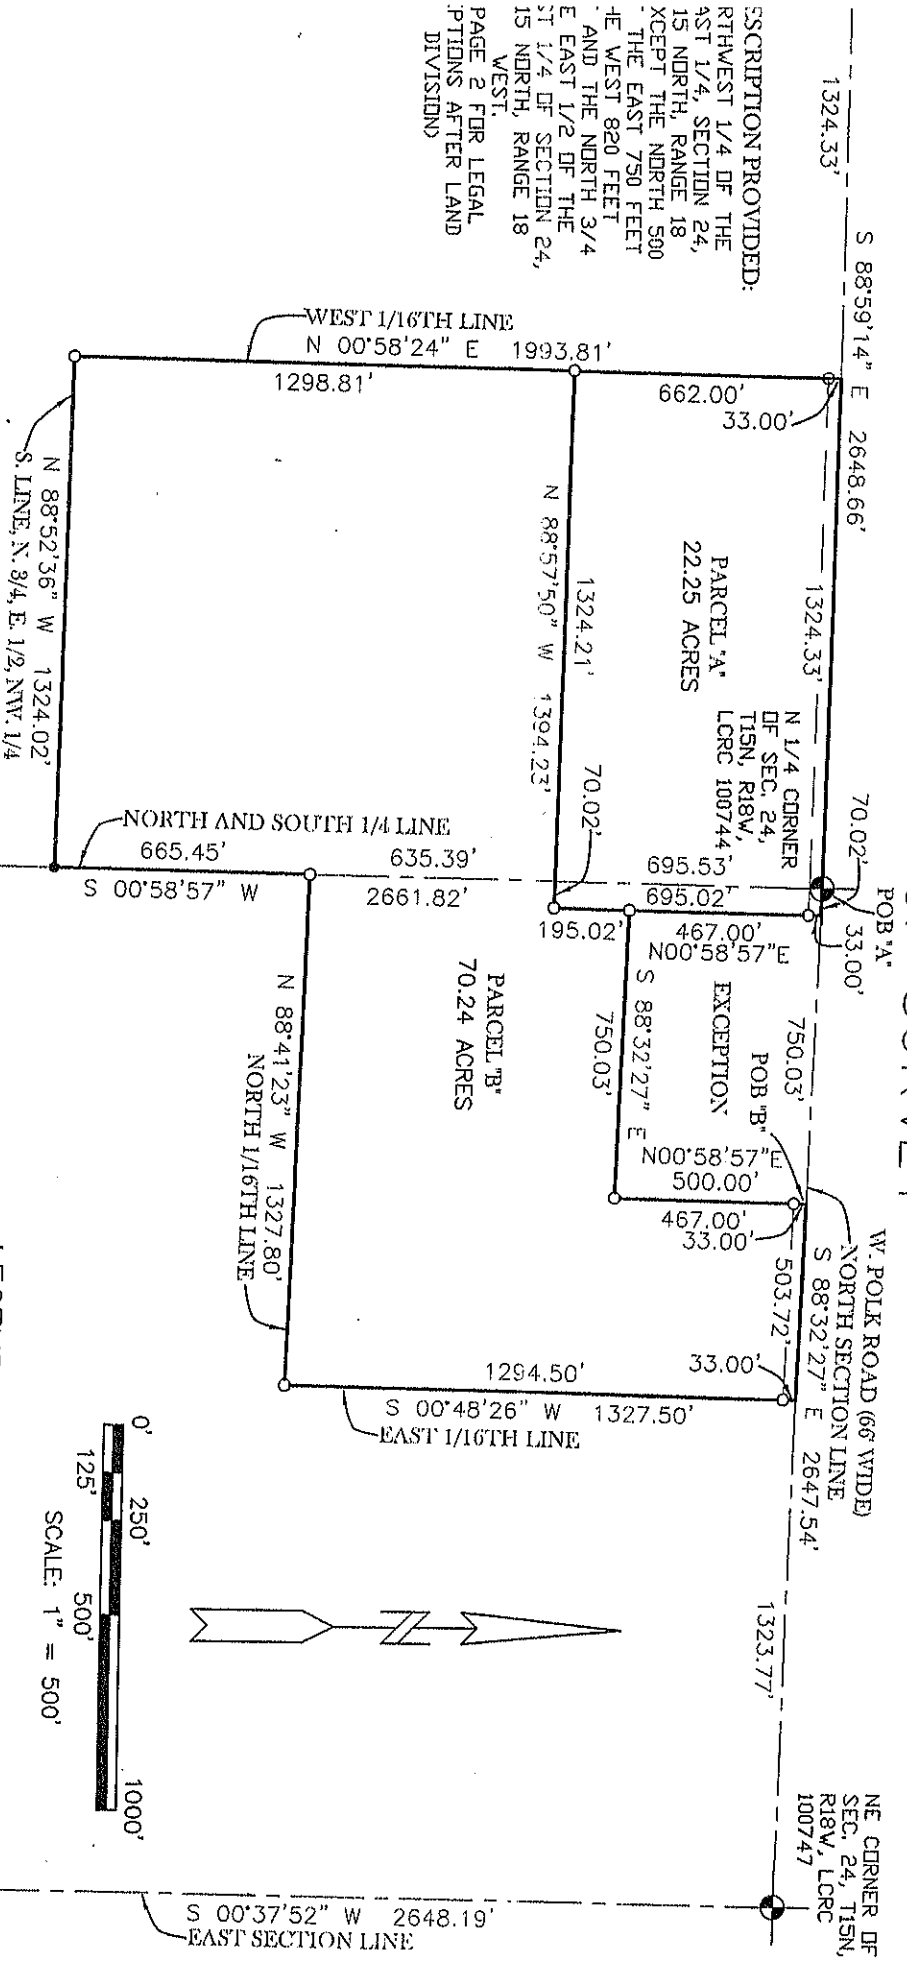 ESCRIPTION PROVIDED:
RTHWEST 1/4 OF THE
AST 1/4, SECTION 24,
15 NORTH, RANGE 18
XCEPT THE NORTH 500
THE EAST 750 FEET
HE WEST 820 FEET
AND THE NORTH 3/4
E EAST 1/2 OF THE
ST 1/4 OF SECTION 24,
15 NORTH, RANGE 18
WEST.
PAGE 2 FOR LEGAL
PTIONS AFTER LAND
DIVISION)
1324.33'
S 88°59'14" E 2648.66'
1324.33'
70.02'
POB "A"
33.00'
750.03'
W. POLK ROAD (66' WIDE)
NORTH SECTION LINE
S 88°32'27" E 2647.54'
1323.77'
NE CORNER OF
SEC. 24, T15N,
R18W, LCRC
100747
WEST 1/16TH LINE
N 00°58'24" E 1993.81'
1298.81'
662.00'
33.00'
PARCEL "A"
22.25 ACRES
N 1/4 CORNER
OF SEC. 24,
T15N, R18W,
LCRC 100744
1324.21'
70.02'
N 88°57'50" W 1394.23'
695.53'
695.02'
195.02'
467.00'
N00°58'57"E
EXCEPTION
POB "B"
S 88°32'27" E
750.03'
N00°58'57"E
500.00'
467.00'
33.00'
503.72'
33.00'
NORTH AND SOUTH 1/4 LINE
665.45'
635.39'
S 00°58'57" W
2661.82'
PARCEL "B"
70.24 ACRES
N 88°41'23" W 1327.80'
NORTH 1/16TH LINE
1294.50'
S 00°48'26" W 1327.50'
EAST 1/16TH LINE
N 88°52'36" W 1324.02'
S. LINE, N. 3/4, E. 1/2, NW. 1/4
0' 250' 1000'
125' 500'
SCALE: 1" = 500'
S 00°37'52" W 2648.19'
EAST SECTION LINE